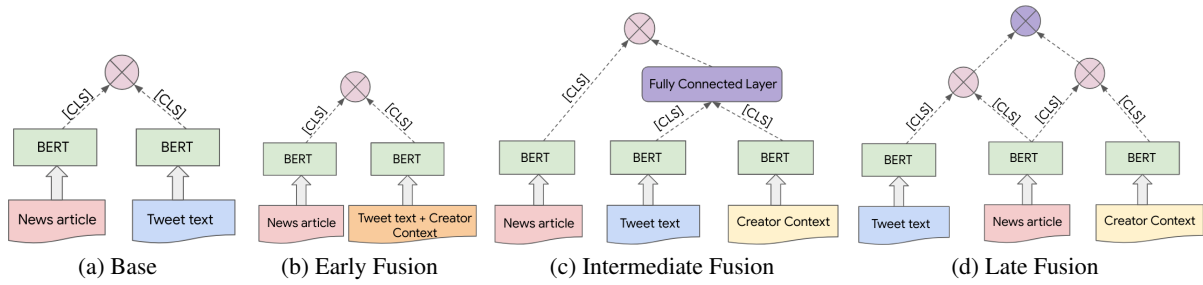 [CLS]
[CLS]
BERT
BERT
News article
Tweet text
(a) Base
[CLS]
[CLS]
BERT
BERT
News article
Tweet text + Creator
Context
(b) Early Fusion
[CLS]
Fully Connected Layer
[CLS]
[CLS]
BERT
BERT
BERT
News article
Tweet text
Creator Context
(c) Intermediate Fusion
[CLS]
[CLS]
[CLS]
[CLS]
BERT
BERT
BERT
Tweet text
News article
Creator Context
(d) Late Fusion